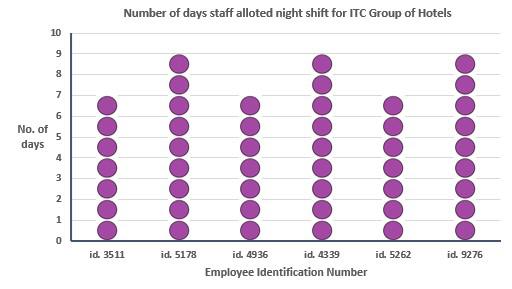 Number of days staff alloted night shift for ITC Group of Hotels
10
9
8
7
6
5
4
3
2
1
0
No. of
days
id. 3511 id. 5178 id. 4936 id. 4339 id. 5262 id. 9276
Employee Identification Number